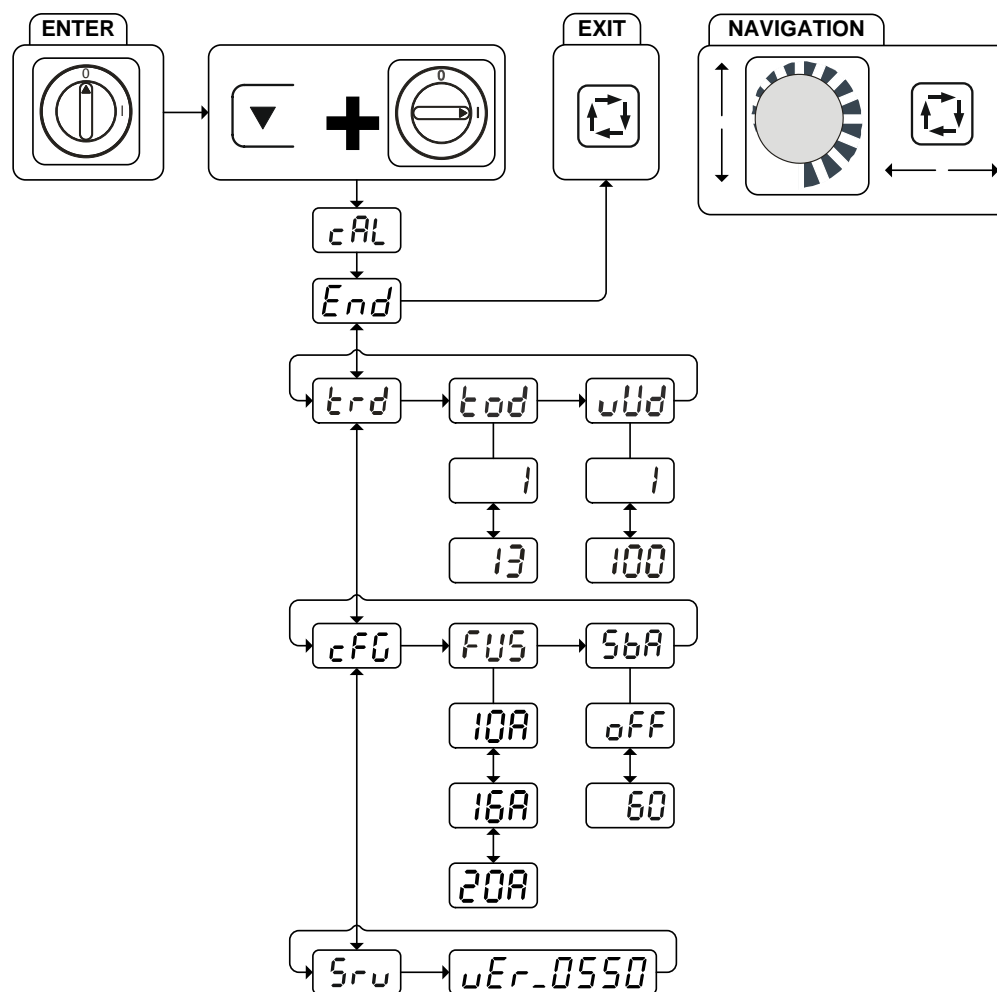 ENTER
EXIT
NAVIGATION
0
I
0
I
cAL
End
trd
tod
vUd
1
1
13
100
cFG
FUS
SbA
10A
oFF
16A
60
20A
Srv
vEr_0550